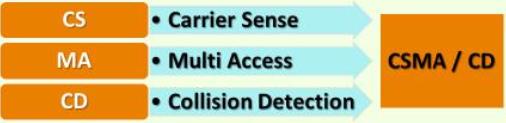 CS • Carrier Sense
MA • Multi Access
CSMA / CD
CD • Collision Detection